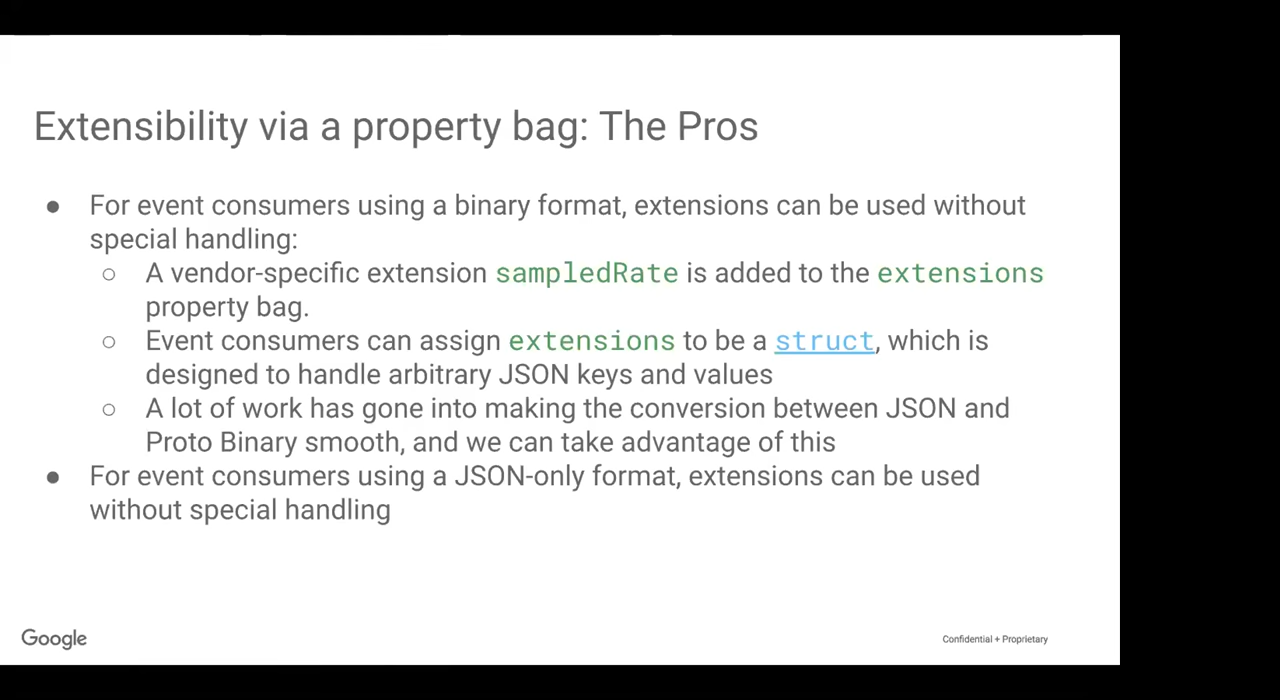 Extensibility via a property bag: The Pros
● For event consumers using a binary format, extensions can be used without
special handling:
○ A vendor-specific extension sampledRate is added to the extensions
property bag.
○ Event consumers can assign extensions to be a struct, which is
designed to handle arbitrary JSON keys and values
○ A lot of work has gone into making the conversion between JSON and
Proto Binary smooth, and we can take advantage of this
● For event consumers using a JSON-only format, extensions can be used
without special handling
Google
Confidential + Proprietary